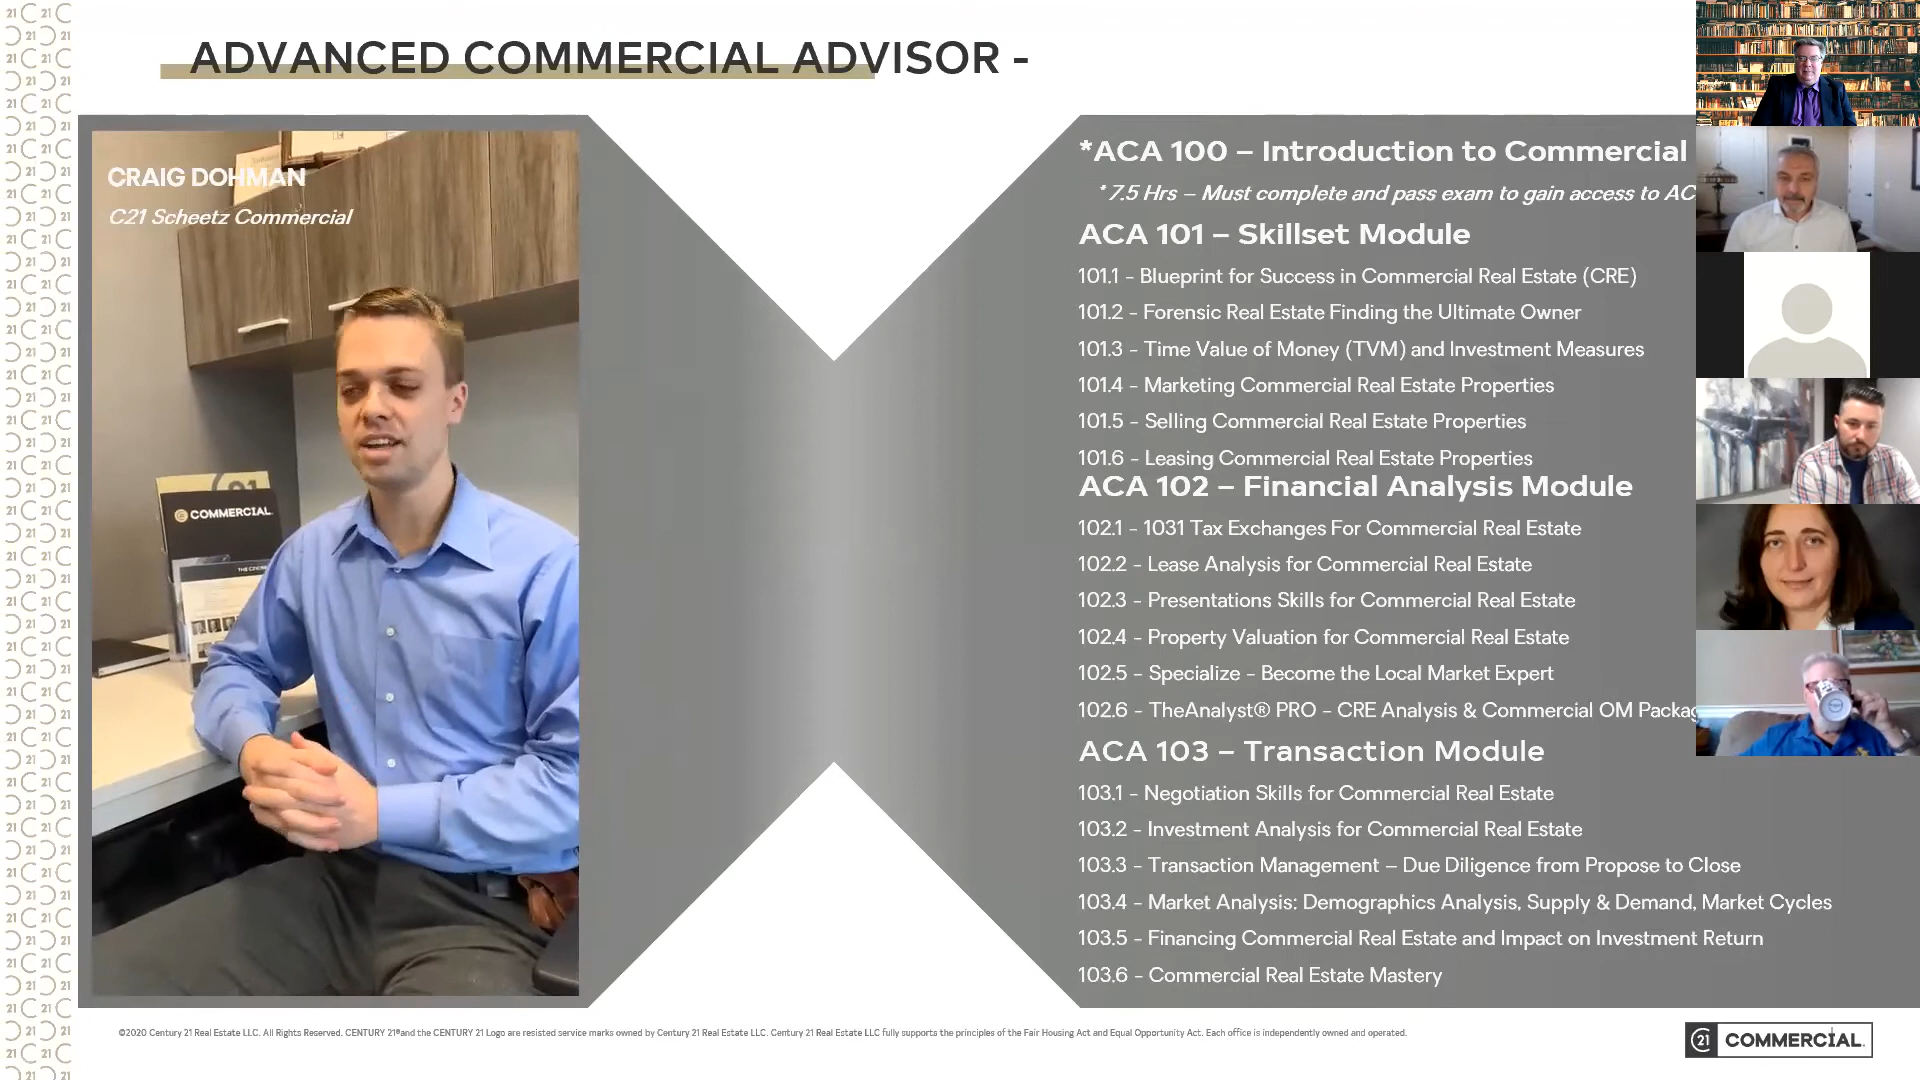 ADVANCED COMMERCIAL ADVISOR -
CRAIG DOHMAN
C21 Scheetz Commercial
COMMERCIAL
*ACA 100 – Introduction to Commercial
* 7.5 Hrs – Must complete and pass exam to gain access to AC
ACA 101 – Skillset Module
101.1 - Blueprint for Success in Commercial Real Estate (CRE)
101.2 - Forensic Real Estate Finding the Ultimate Owner
101.3 - Time Value of Money (TVM) and Investment Measures
101.4 - Marketing Commercial Real Estate Properties
101.5 - Selling Commercial Real Estate Properties
101.6 - Leasing Commercial Real Estate Properties
ACA 102 – Financial Analysis Module
102.1 - 1031 Tax Exchanges For Commercial Real Estate
102.2 - Lease Analysis for Commercial Real Estate
102.3 - Presentations Skills for Commercial Real Estate
102.4 - Property Valuation for Commercial Real Estate
102.5 - Specialize - Become the Local Market Expert
102.6 - TheAnalyst® PRO - CRE Analysis & Commercial OM Packag
ACA 103 – Transaction Module
103.1 - Negotiation Skills for Commercial Real Estate
103.2 - Investment Analysis for Commercial Real Estate
103.3 - Transaction Management – Due Diligence from Propose to Close
103.4 - Market Analysis: Demographics Analysis, Supply & Demand, Market Cycles
103.5 - Financing Commercial Real Estate and Impact on Investment Return
103.6 - Commercial Real Estate Mastery
©2020 Century 21 Real Estate LLC. All Rights Reserved. CENTURY 21® and the CENTURY 21 Logo are resisted service marks owned by Century 21 Real Estate LLC. Century 21 Real Estate LLC fully supports the principles of the Fair Housing Act and Equal Opportunity Act. Each office is independently owned and operated.
C21 COMMERCIAL.